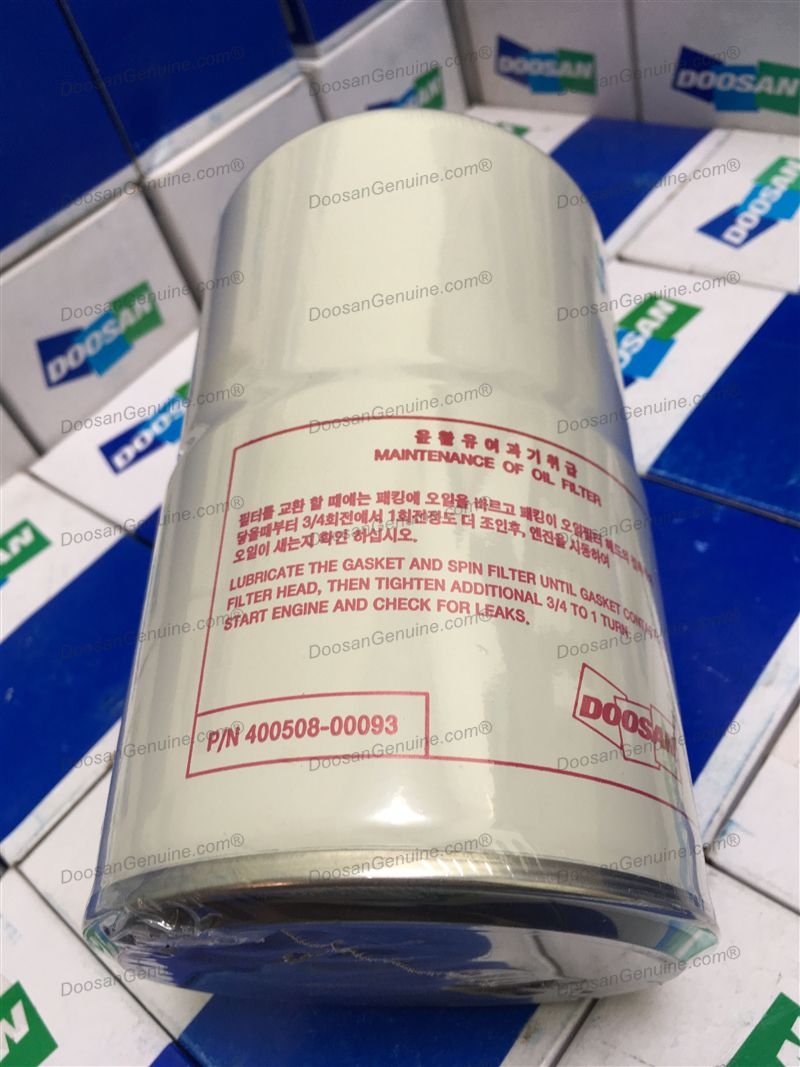 DoosanGenuine.com®
DOOSAN
DOOSAN
DOOSAN
DOOSAN
DOOSAN
윤 활 유 여 과 기 취 급
MAINTENANCE OF OIL FILTER
필터를 교환 할 때에는 패킹에 오일을 바르고 패킹이 오일필터 헤드의
닿을때부터 3/4회전에서 1회전정도 더 조인후, 엔진을 시동하여
오일이 새는지 확인 하십시오.
LUBRICATE THE GASKET AND SPIN FILTER UNTIL GASKET
FILTER HEAD, THEN TIGHTEN ADDITIONAL 3/4 TO 1 TURN.
START ENGINE AND CHECK FOR LEAKS.
P/N 400508-00093
DOOSAN